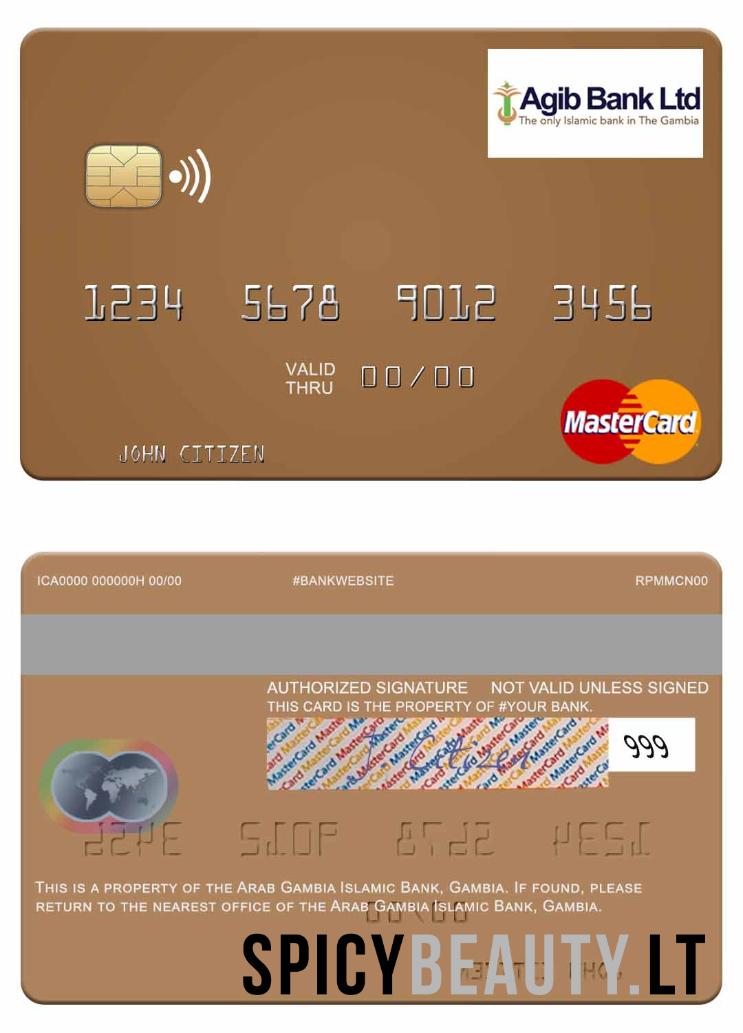 Agib Bank Ltd
The only Islamic bank in The Gambia
1234 5678 9012 3456
VALID
THRU 00/00
MasterCard
JOHN CITIZEN
ICA0000 000000H 00/00 #BANKWEBSITE RPMMCN00
AUTHORIZED SIGNATURE NOT VALID UNLESS SIGNED
THIS CARD IS THE PROPERTY OF #YOUR BANK.
J. Citizen
999
THIS IS A PROPERTY OF THE ARAB GAMBIA ISLAMIC BANK, GAMBIA. IF FOUND, PLEASE
RETURN TO THE NEAREST OFFICE OF THE ARAB GAMBIA ISLAMIC BANK, GAMBIA.
SPICYBEAUTY.LT